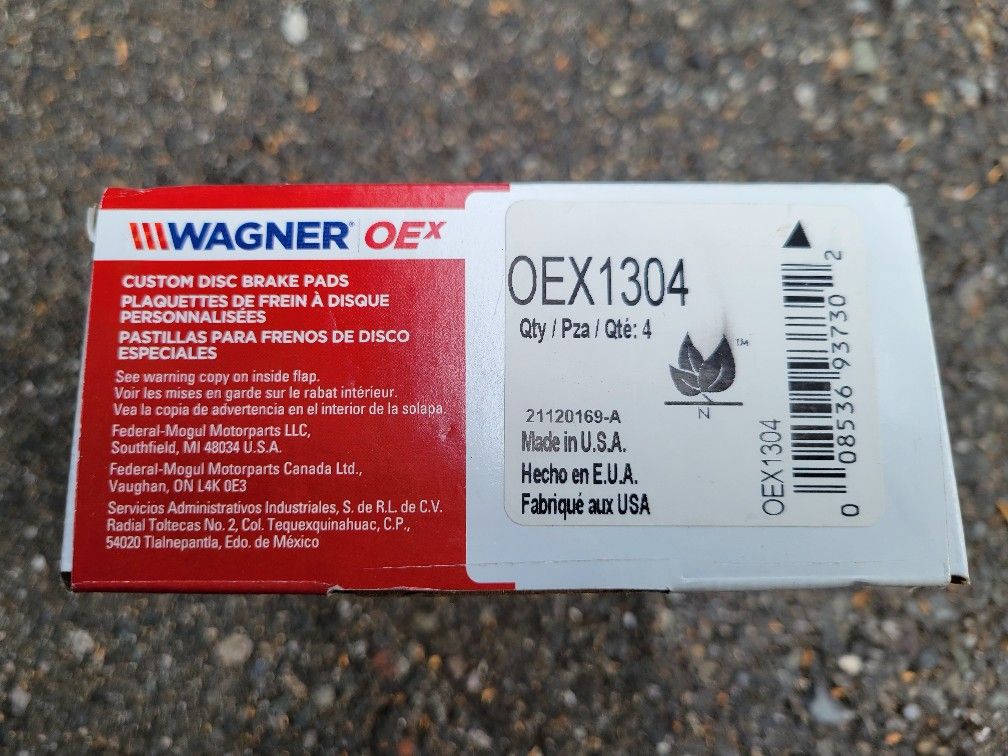 WAGNER® OEX
CUSTOM DISC BRAKE PADS
PLAQUETTES DE FREIN À DISQUE
PERSONNALISÉES
PASTILLAS PARA FRENOS DE DISCO
ESPECIALES
See warning copy on inside flap.
Voir les mises en garde sur le rabat intérieur.
Vea la copia de advertencia en el interior de la solapa.
Federal-Mogul Motorparts LLC,
Southfield, MI 48034 U.S.A.
Federal-Mogul Motorparts Canada Ltd.,
Vaughan, ON L4K 0E3
Servicios Administrativos Industriales, S. de R.L. de C.V.
Radial Toltecas No. 2, Col. Tequexquinahuac, C.P.,
54020 Tlalnepantla, Edo. de México
OEX1304
Qty / Pza / Qté: 4
TM
N
21120169-A
Made in U.S.A.
Hecho en E.U.A.
Fabriqué aux USA
OEX1304
0 08536 93730 2